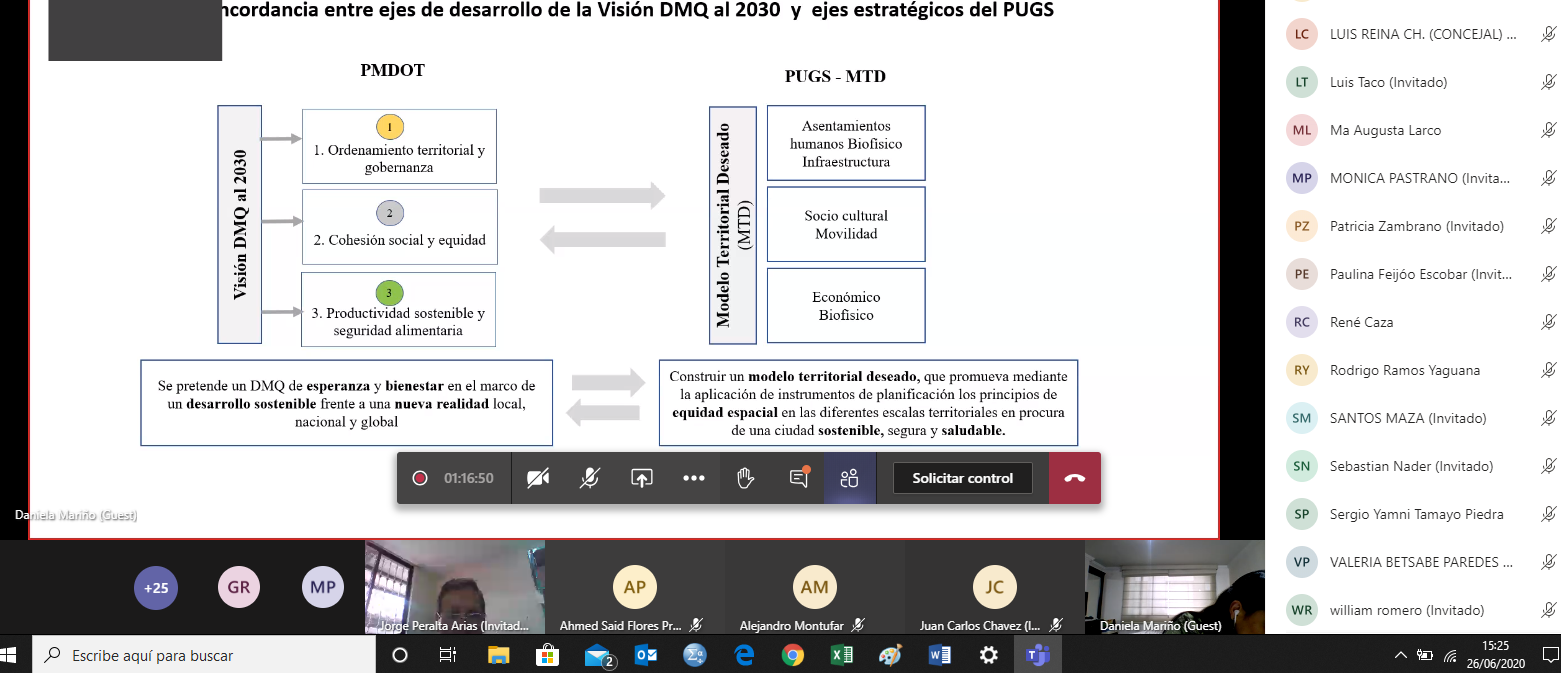 ncordancia entre ejes de desarrollo de la Visión DMQ al 2030 y ejes estratégicos del PUGS
PMDOT
Visión DMQ al 2030
1
1. Ordenamiento territorial y
gobernanza
2
2. Cohesión social y equidad
3
3. Productividad sostenible y
seguridad alimentaria
PUGS - MTD
Modelo Territorial Deseado
(MTD)
Asentamientos
humanos Biofísico
Infraestructura
Socio cultural
Movilidad
Económico
Biofísico
Se pretende un DMQ de esperanza y bienestar en el marco de
un desarrollo sostenible frente a una nueva realidad local,
nacional y global
Construir un modelo territorial deseado, que promueva mediante
la aplicación de instrumentos de planificación los principios de
equidad espacial en las diferentes escalas territoriales en procura
de una ciudad sostenible, segura y saludable.
01:16:50
Solicitar control
Daniela Mariño (Guest)
LC LUIS REINA CH. (CONCEJAL) ...
LT Luis Taco (Invitado)
ML Ma Augusta Larco
MP MONICA PASTRANO (Invita...
PZ Patricia Zambrano (Invitado)
PE Paulina Feijóo Escobar (Invit...
RC René Caza
RY Rodrigo Ramos Yaguana
SM SANTOS MAZA (Invitado)
SN Sebastian Nader (Invitado)
SP Sergio Yamni Tamayo Piedra
VP VALERIA BETSABE PAREDES ...
WR william romero (Invitado)
+25
GR
MP
Jorge Peralta Arias (Invitad...
AP
Ahmed Said Flores Pr...
AM
Alejandro Montufar
JC
Juan Carlos Chavez (I...
Daniela Mariño (Guest)
Escribe aquí para buscar
2
15:25
26/06/2020